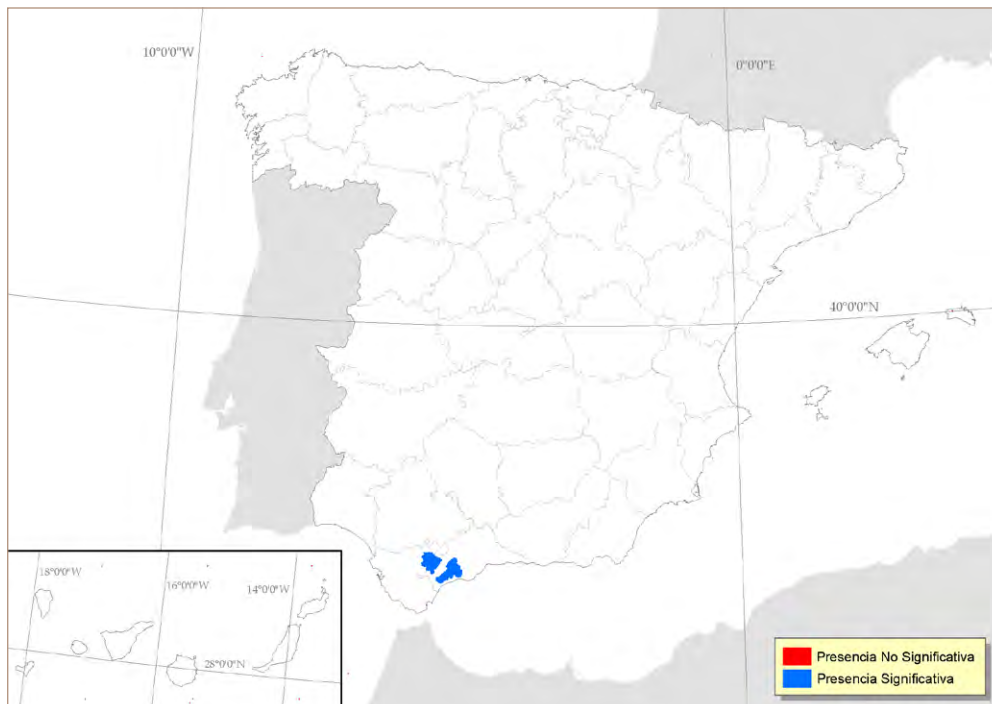 10°0'0"W
0°0'0"E
40°0'0"N
18°0'0"W
16°0'0"W
14°0'0"W
28°0'0"N
Presencia No Significativa
Presencia Significativa